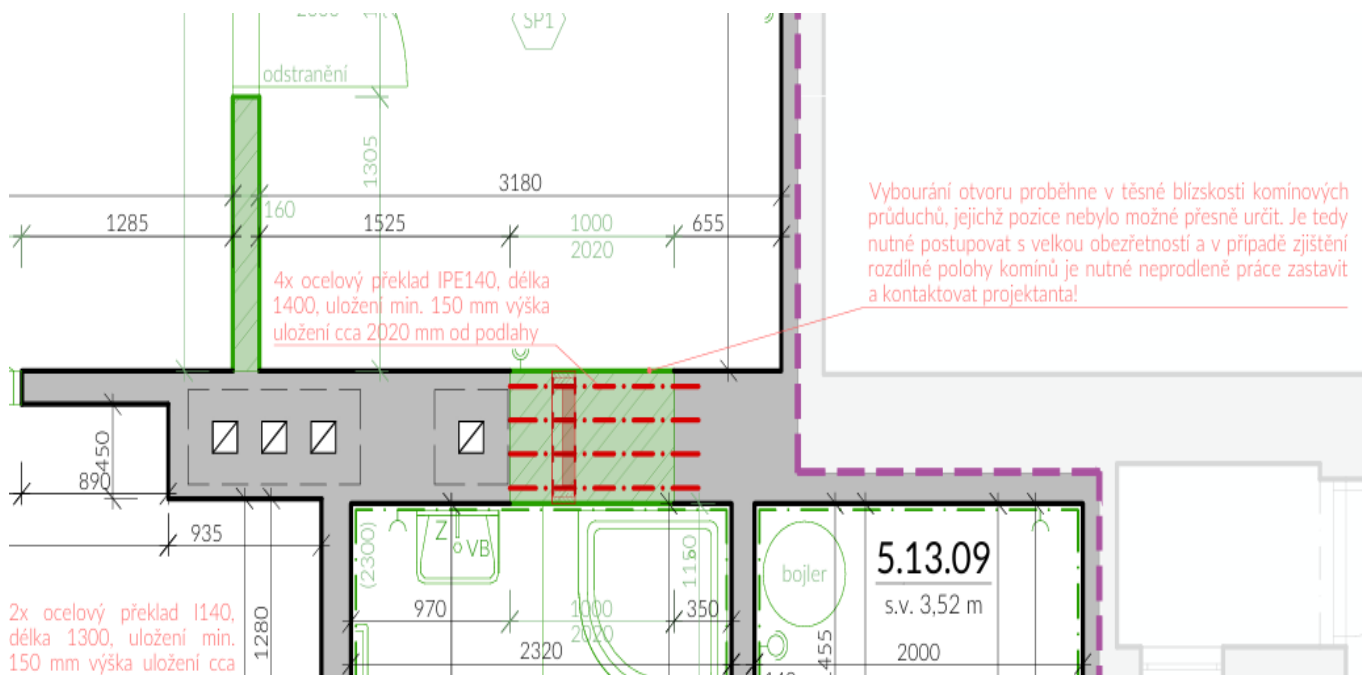 SP1
odstranění
1305
3180
160
1285
1525
1000
2020
655
Vybourání otvoru proběhne v těsné blízskosti komínových
průduchů, jejichž pozice nebylo možné přesně určit. Je tedy
nutné postupovat s velkou obezřetností a v případě zjištění
rozdílné polohy komínů je nutné neprodleně práce zastavit
a kontaktovat projektanta!
4x ocelový překlad IPE140, délka
1400, uložení min. 150 mm výška
uložení cca 2020 mm od podlahy
450
890
935
(2300)
Z
VB
1150
bojler
5.13.09
s.v. 3,52 m
970
1000
2020
350
2x ocelový překlad I140,
délka 1300, uložení min.
150 mm výška uložení cca
1280
2320
455
2000